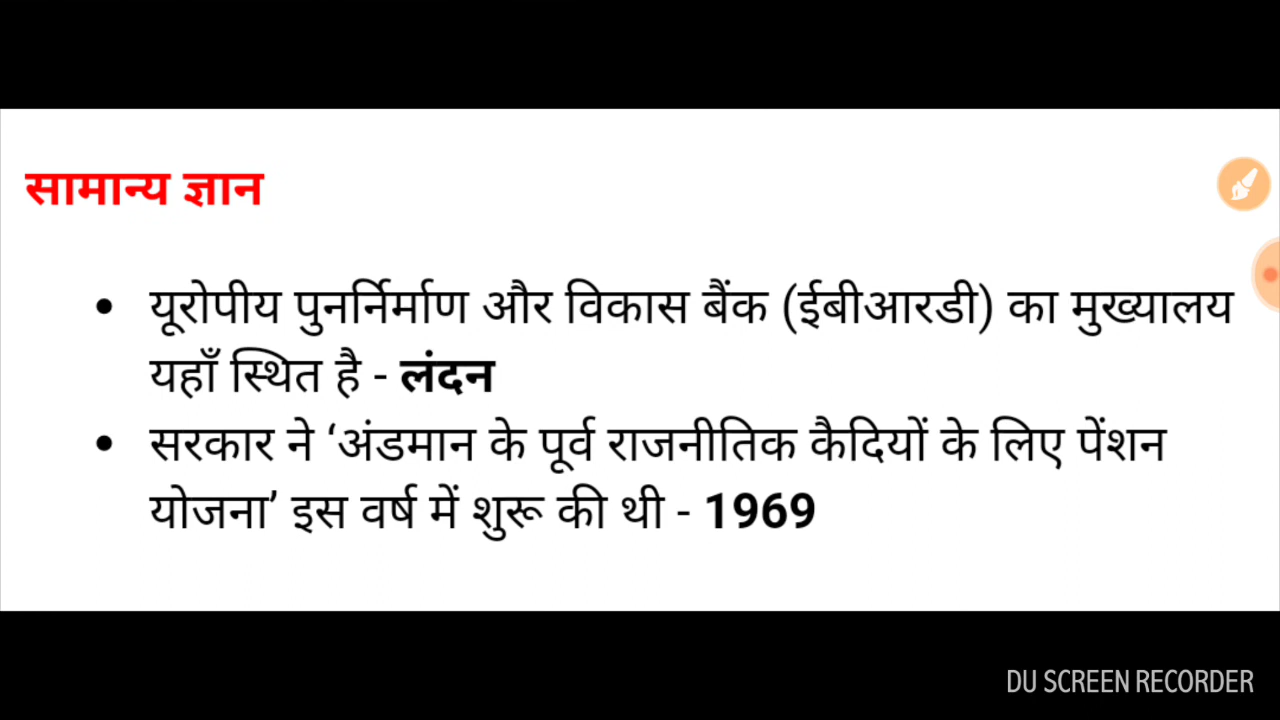 सामान्य ज्ञान
• यूरोपीय पुनर्निर्माण और विकास बैंक (ईबीआरडी) का मुख्यालय
यहाँ स्थित है - लंदन
• सरकार ने ‘अंडमान के पूर्व राजनीतिक कैदियों के लिए पेंशन
योजना’ इस वर्ष में शुरू की थी - 1969
DU SCREEN RECORDER